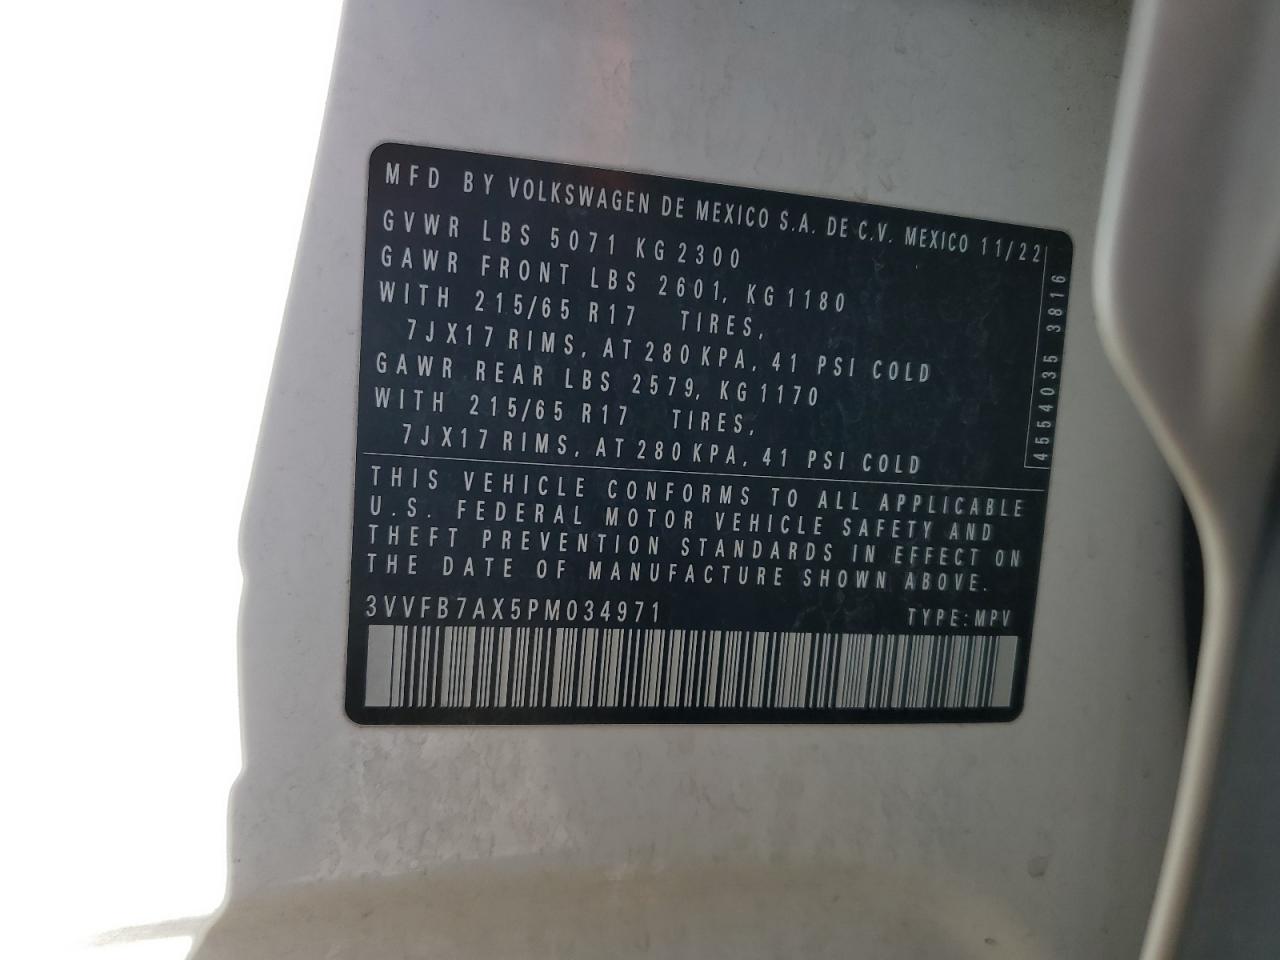 MFD BY VOLKSWAGEN DE MEXICO S.A. DE C.V. MEXICO 11/22
GVWR LBS 5071 KG 2300
GAWR FRONT LBS 2601, KG 1180
WITH 215/65 R17 TIRES,
7JX17 RIMS, AT 280 KPA, 41 PSI COLD
GAWR REAR LBS 2579, KG 1170
WITH 215/65 R17 TIRES,
7JX17 RIMS, AT 280 KPA, 41 PSI COLD
4554035 3816
THIS VEHICLE CONFORMS TO ALL APPLICABLE
U.S. FEDERAL MOTOR VEHICLE SAFETY AND
THEFT PREVENTION STANDARDS IN EFFECT ON
THE DATE OF MANUFACTURE SHOWN ABOVE.
3VVFB7AX5PM034971 TYPE: MPV